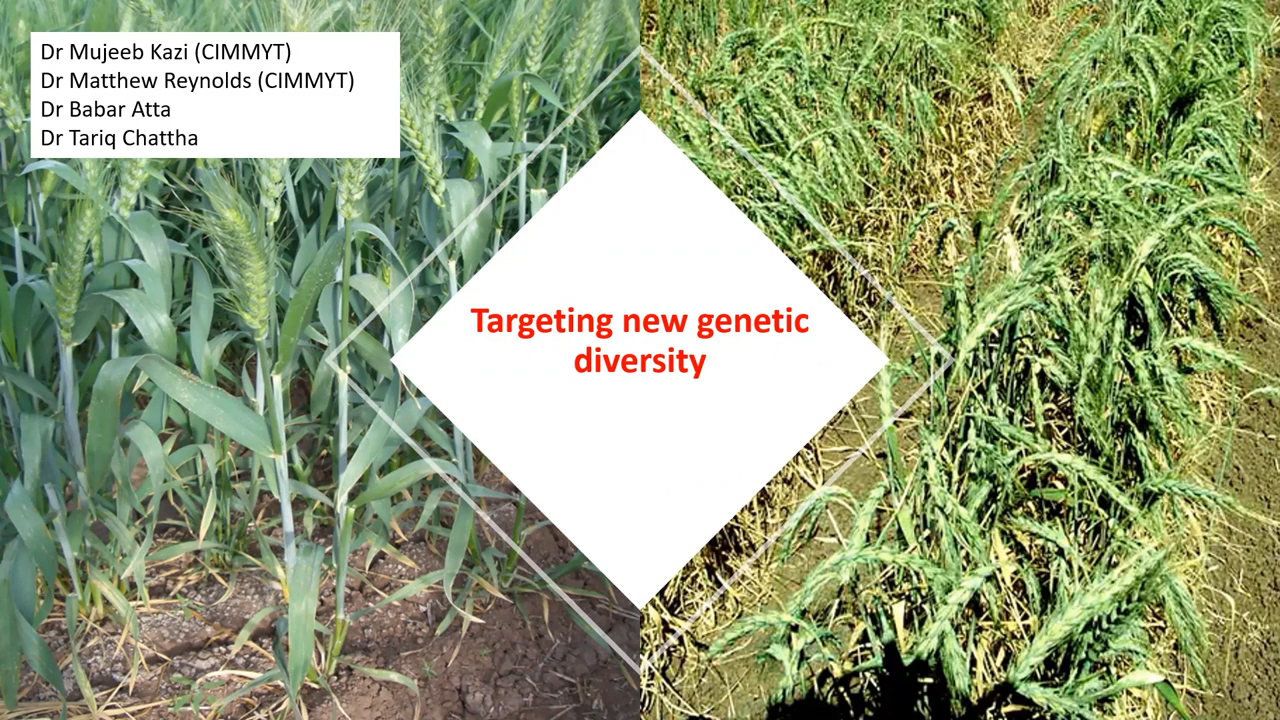 Dr Mujeeb Kazi (CIMMYT)
Dr Matthew Reynolds (CIMMYT)
Dr Babar Atta
Dr Tariq Chattha
Targeting new genetic
diversity